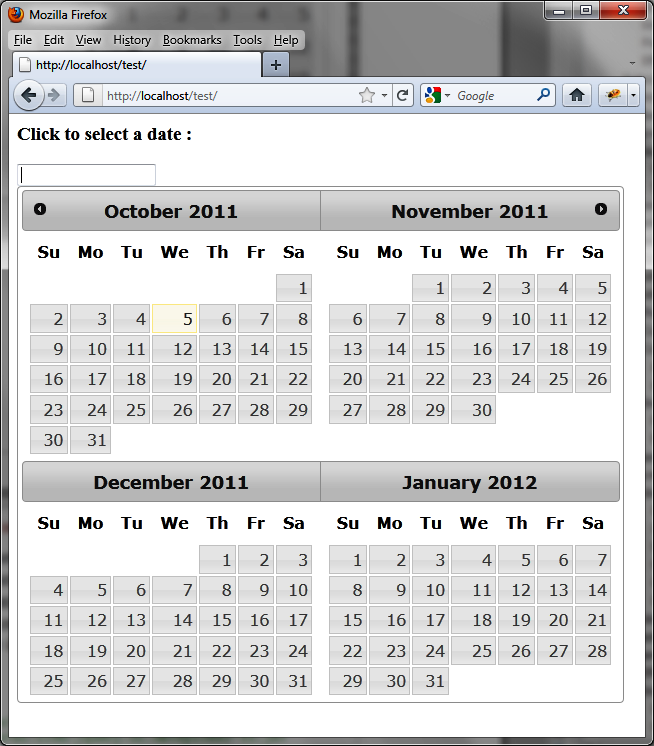 Mozilla Firefox
File Edit View History Bookmarks Tools Help
http://localhost/test/
http://localhost/test/ Google
Click to select a date :
October 2011 November 2011
Su Mo Tu We Th Fr Sa Su Mo Tu We Th Fr Sa
1 1 2 3 4 5
2 3 4 5 6 7 8 6 7 8 9 10 11 12
9 10 11 12 13 14 15 13 14 15 16 17 18 19
16 17 18 19 20 21 22 20 21 22 23 24 25 26
23 24 25 26 27 28 29 27 28 29 30
30 31
December 2011 January 2012
Su Mo Tu We Th Fr Sa Su Mo Tu We Th Fr Sa
1 2 3 1 2 3 4 5 6 7
4 5 6 7 8 9 10 8 9 10 11 12 13 14
11 12 13 14 15 16 17 15 16 17 18 19 20 21
18 19 20 21 22 23 24 22 23 24 25 26 27 28
25 26 27 28 29 30 31 29 30 31